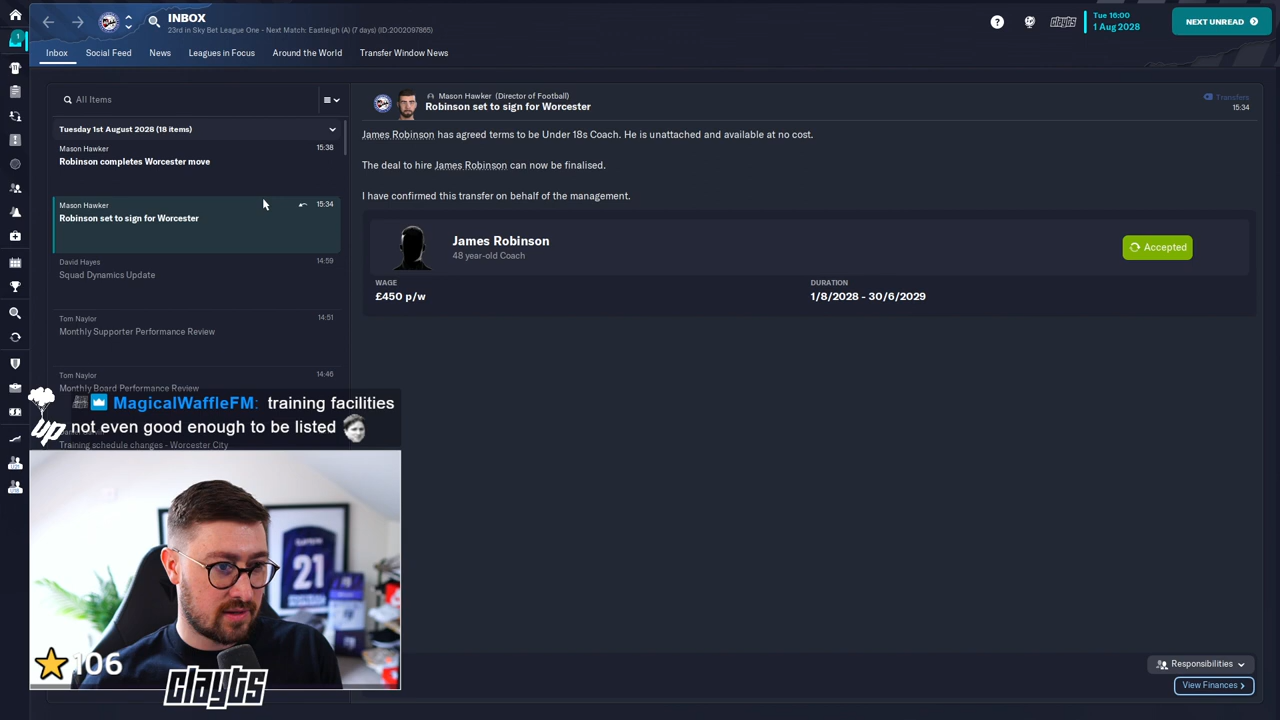 INBOX
23rd in Sky Bet League One - Next Match: Eastleigh (A) (7 days) (ID:2002097865)
clayts
Tue 16:00
1 Aug 2028
NEXT UNREAD
1
Inbox
Social Feed
News
Leagues in Focus
Around the World
Transfer Window News
All Items
Tuesday 1st August 2028 (18 items)
Mason Hawker
15:38
Robinson completes Worcester move
Mason Hawker
15:34
Robinson set to sign for Worcester
David Hayes
14:59
Squad Dynamics Update
Tom Naylor
14:51
Monthly Supporter Performance Review
Tom Naylor
14:46
Monthly Board Performance Review
Training schedule changes - Worcester City
Mason Hawker (Director of Football)
Robinson set to sign for Worcester
Transfers
15:34
James Robinson has agreed terms to be Under 18s Coach. He is unattached and available at no cost.
The deal to hire James Robinson can now be finalised.
I have confirmed this transfer on behalf of the management.
James Robinson
48 year-old Coach
Accepted
WAGE
£450 p/w
DURATION
1/8/2028 - 30/6/2029
up
MagicalWaffleFM: training facilities
not even good enough to be listed
21
106
clayts
Responsibilities
View Finances